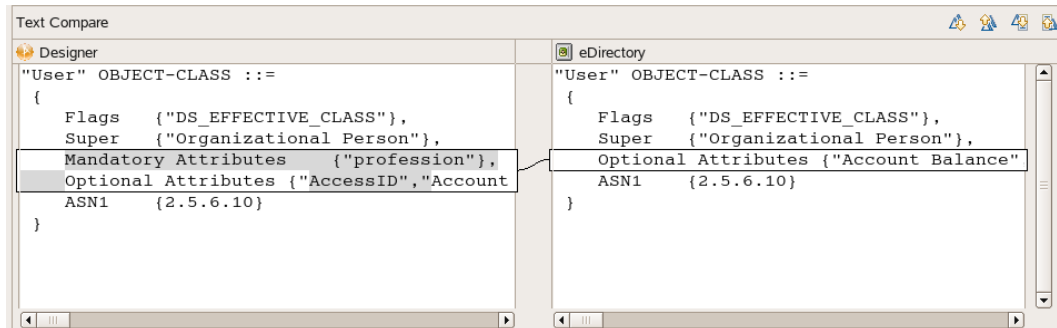 Text Compare
Designer
"User" OBJECT-CLASS ::=
{
Flags {"DS_EFFECTIVE_CLASS"},
Super {"Organizational Person"},
Mandatory Attributes {"profession"},
Optional Attributes {"AccessID","Account
ASN1 {2.5.6.10}
}
eDirectory
"User" OBJECT-CLASS ::=
{
Flags {"DS_EFFECTIVE_CLASS"},
Super {"Organizational Person"},
Optional Attributes {"Account Balance"
ASN1 {2.5.6.10}
}